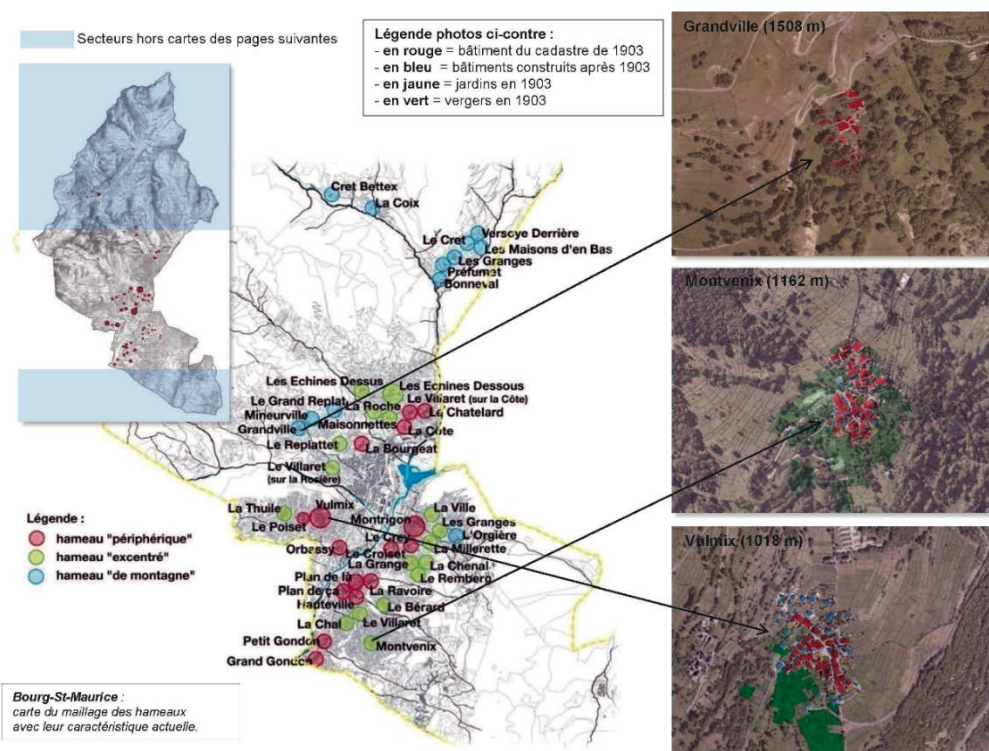 Secteurs hors cartes des pages suivantes
Légende photos ci-contre :
- en rouge = bâtiment du cadastre de 1903
- en bleu = bâtiments construits après 1903
- en jaune = jardins en 1903
- en vert = vergers en 1903
Grandville (1508 m)
Montvenix (1162 m)
Vulmix (1018 m)
Cret Bettex
La Coix
Versoye Derrière
Le Cret
Les Maisons d'en Bas
Les Granges
Préfumet
Bonneval
Les Echines Dessus
Les Echines Dessous
Le Grand Replat
La Roche
Le Villaret (sur la Côte)
Mineurville
Le Chatelard
Grandville
Maisonnettes
La Côte
Le Replattet
La Bourgeat
Le Villaret
(sur la Rosière)
La Thuile
Vulmix
La Ville
Le Poiset
Montrigon
Les Granges
L'Orgière
Orbassy
Le Crey
Le Croiset
La Millerette
La Grange
La Chenal
Plan de là
Le Rembero
Plan de ça
La Ravoire
Hauteville
Le Bérard
La Chal
Le Villaret
Petit Gondon
Montvenix
Grand Gondon
Légende :
hameau "périphérique"
hameau "excentré"
hameau "de montagne"
Bourg-St-Maurice :
carte du maillage des hameaux
avec leur caractéristique actuelle.